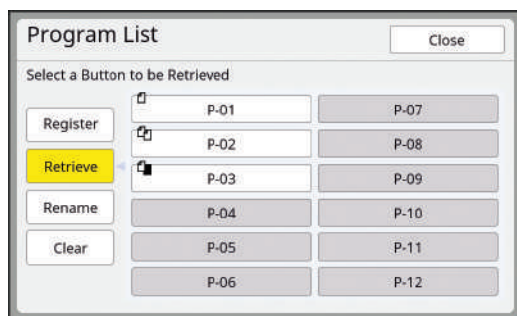 Program List
Close
Select a Button to be Retrieved
Register
Retrieve
Rename
Clear
P-01
P-02
P-03
P-04
P-05
P-06
P-07
P-08
P-09
P-10
P-11
P-12